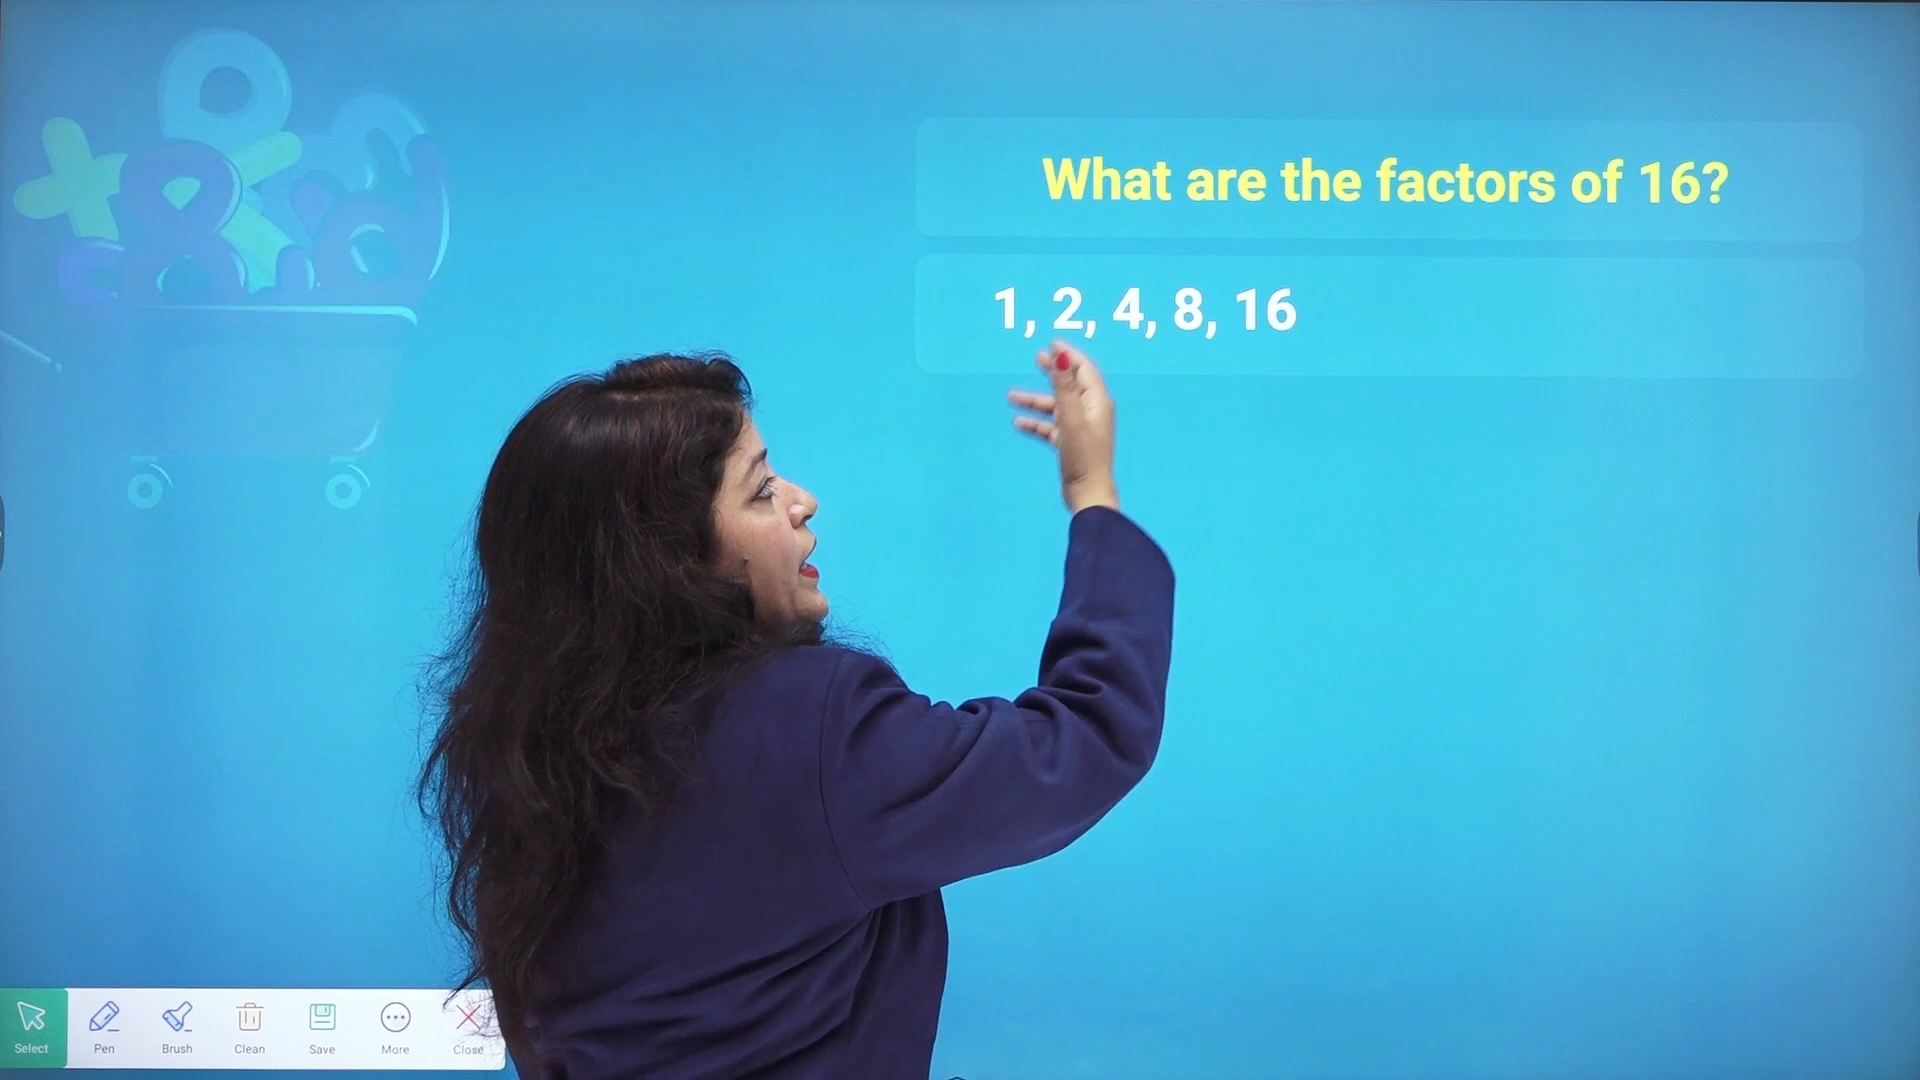 What are the factors of 16?
1, 2, 4, 8, 16
Select Pen Brush Clean Save More Close